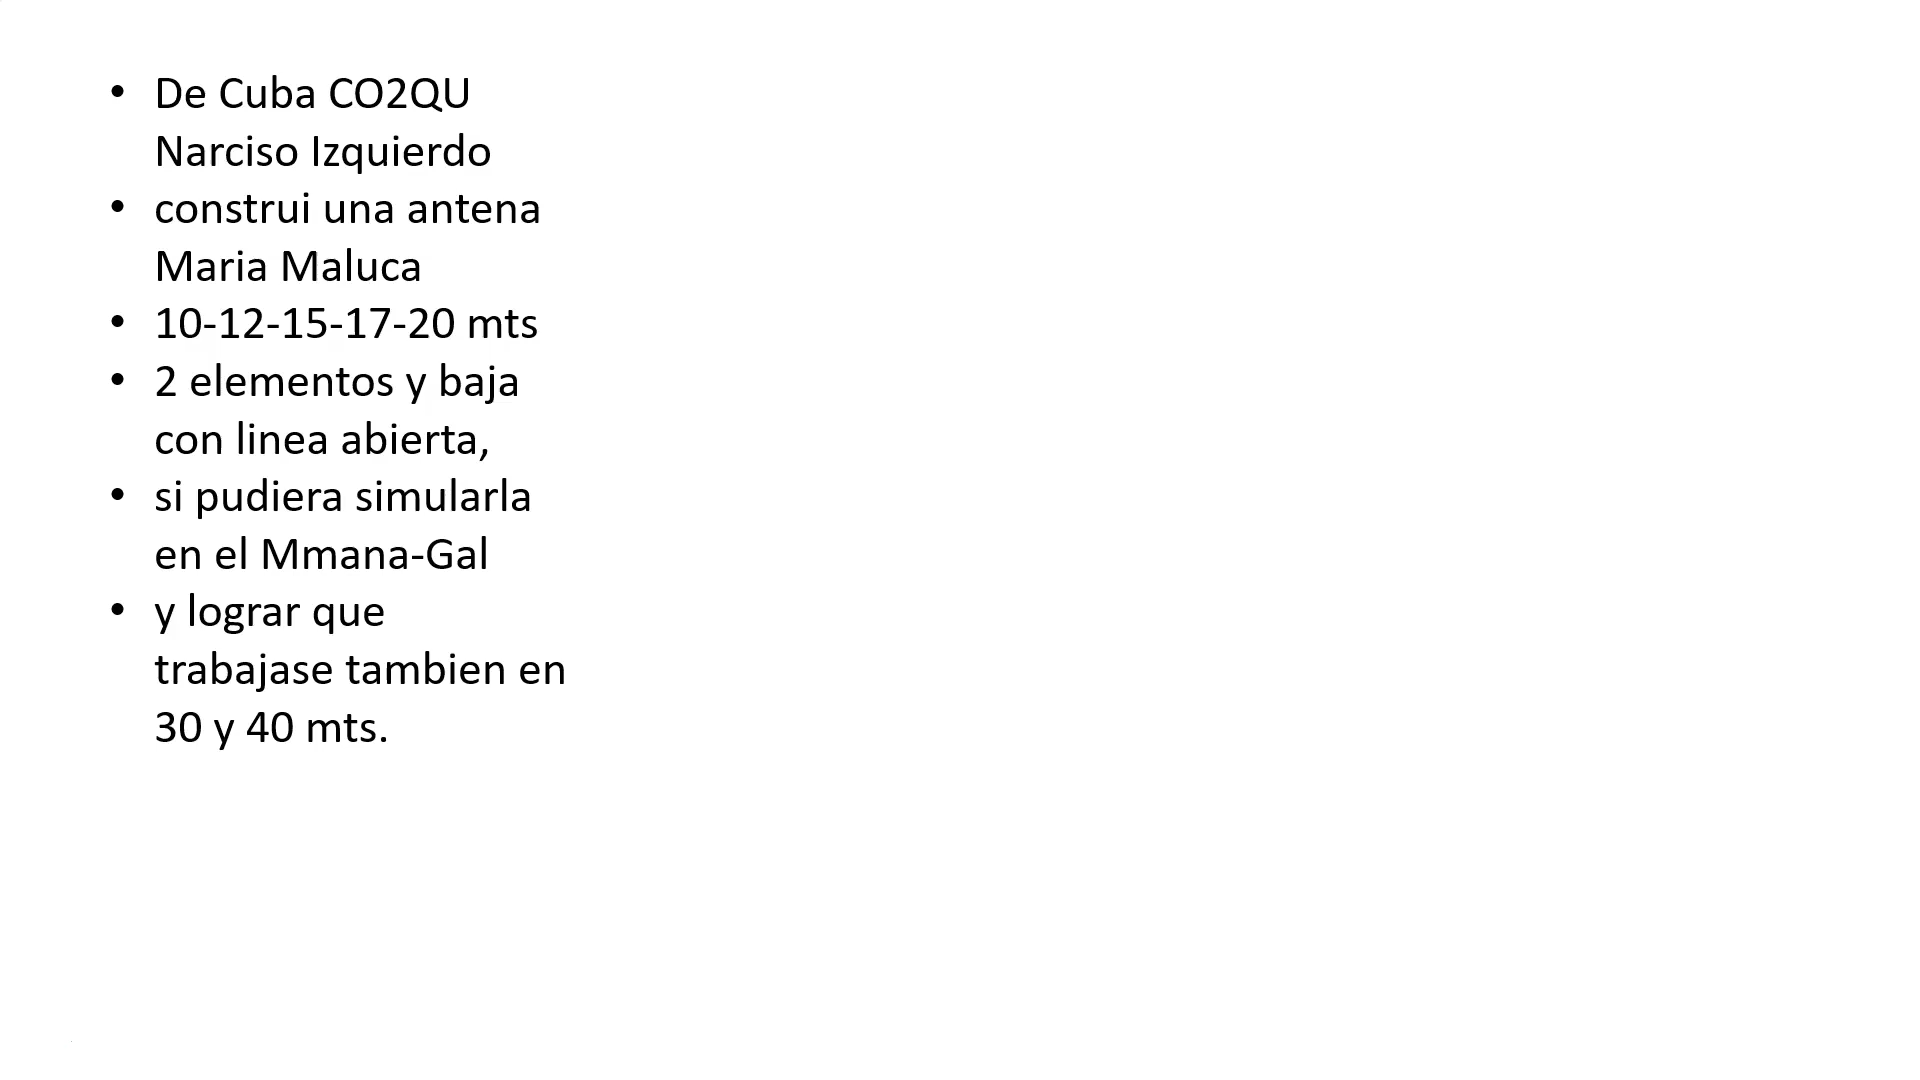 • De Cuba CO2QU
Narciso Izquierdo
• construi una antena
Maria Maluca
• 10-12-15-17-20 mts
• 2 elementos y baja
con linea abierta,
• si pudiera simularla
en el Mmana-Gal
• y lograr que
trabajase tambien en
30 y 40 mts.